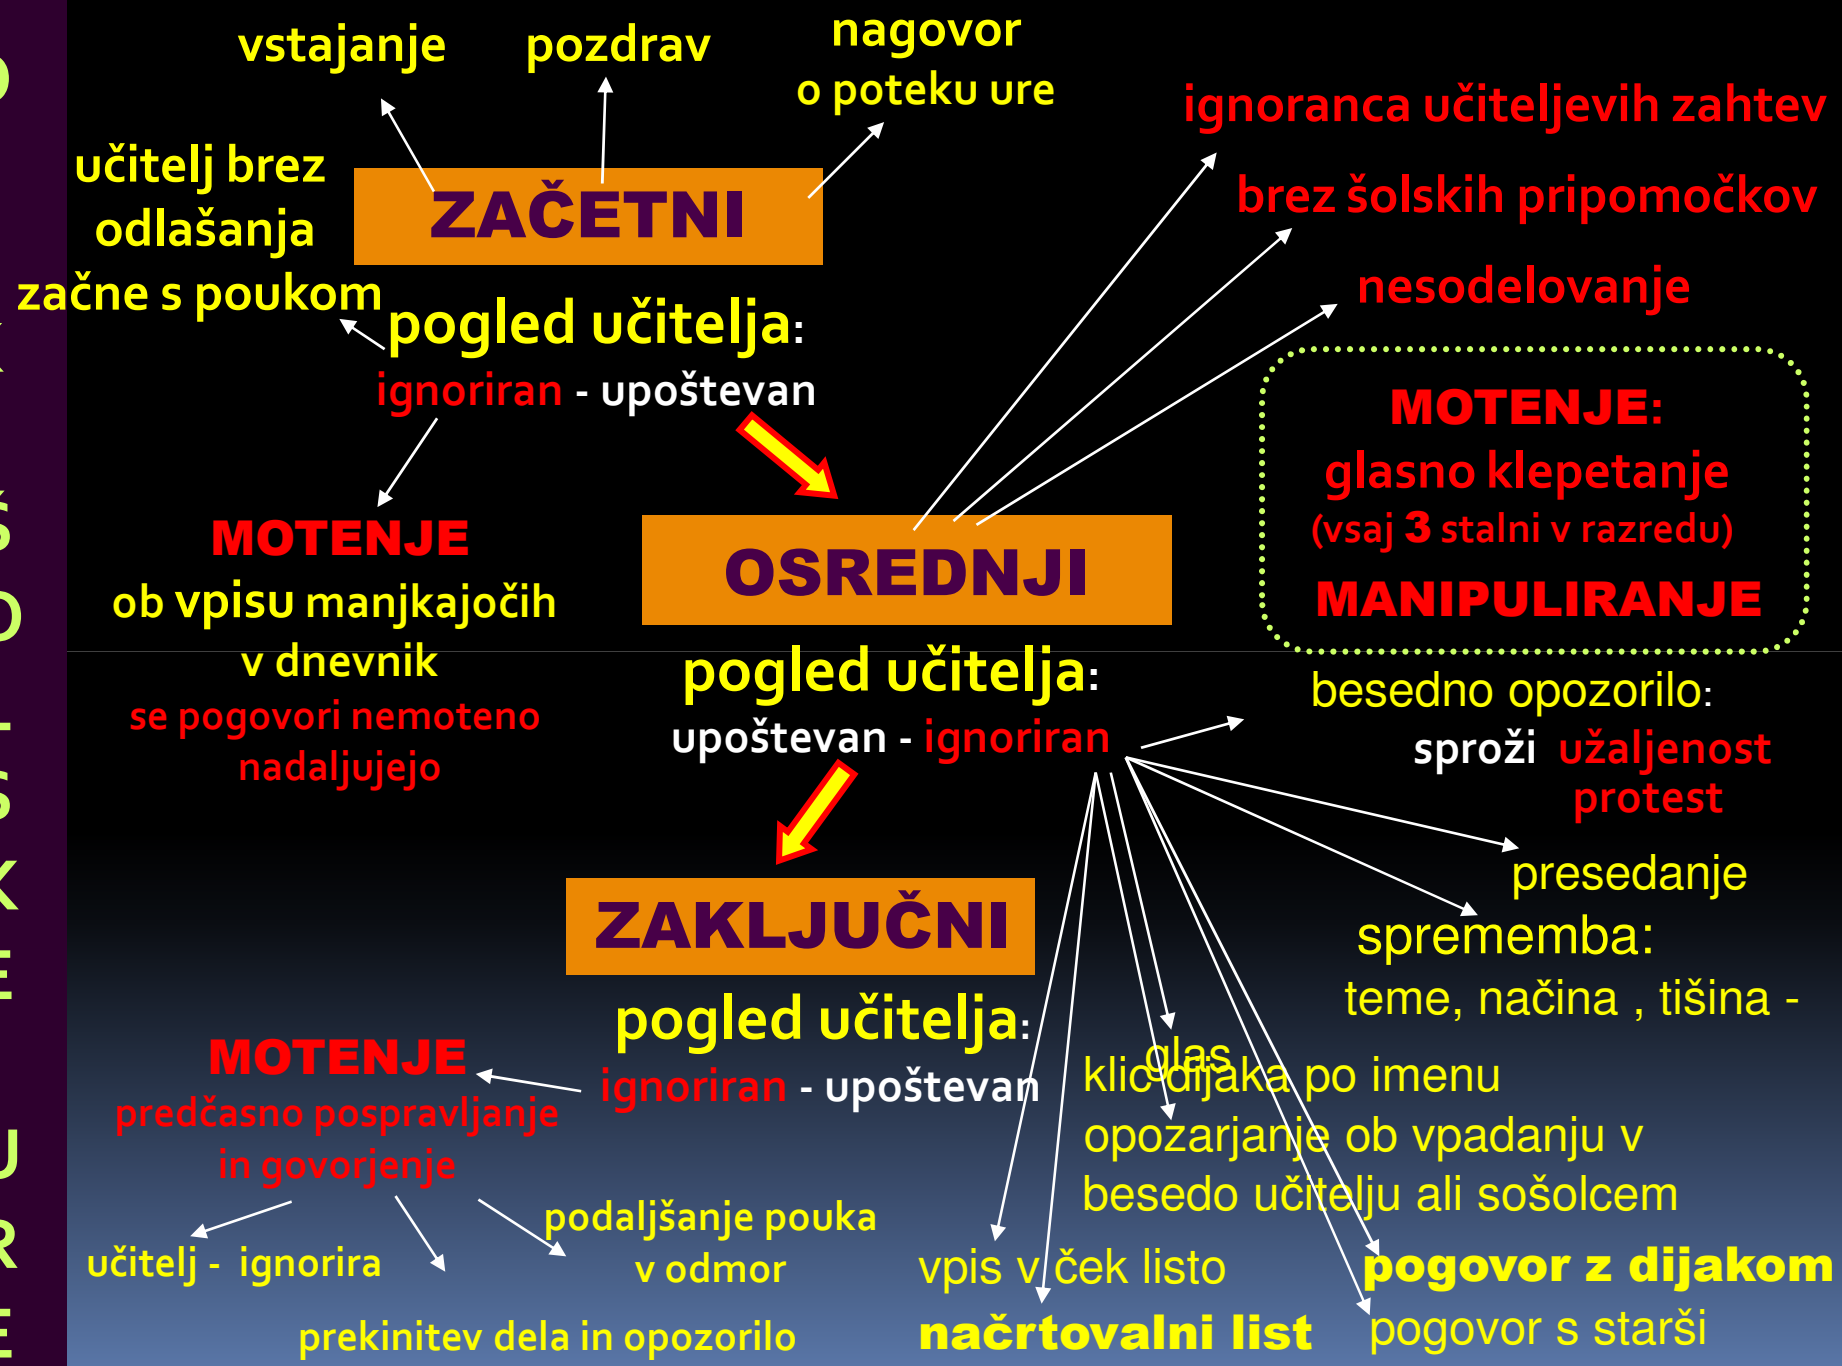 vstajanje
pozdrav
nagovor
o poteku ure
učitelj brez
odlašanja
začne s poukom
ZAČETNI
pogled učitelja:
ignoriran - upoštevan
ignoranca učiteljevih zahtev
brez šolskih pripomočkov
nesodelovanje
MOTENJE:
glasno klepetanje
(vsaj 3 stalni v razredu)
MANIPULIRANJE
MOTENJE
ob vpisu manjkajočih
v dnevnik
se pogovori nemoteno
nadaljujejo
OSREDNJI
pogled učitelja:
upoštevan - ignoriran
besedno opozorilo:
sproži užaljenost
protest
presedanje
sprememba:
teme, načina , tišina -
glas
klic dijaka po imenu
opozarjanje ob vpadanju v
besedo učitelju ali sošolcem
vpis v ček listo
načrtovalni list
pogovor z dijakom
pogovor s starši
ZAKLJUČNI
pogled učitelja:
ignoriran - upoštevan
MOTENJE
predčasno pospravljanje
in govorjenje
učitelj - ignorira
podaljšanje pouka
v odmor
prekinitev dela in opozorilo